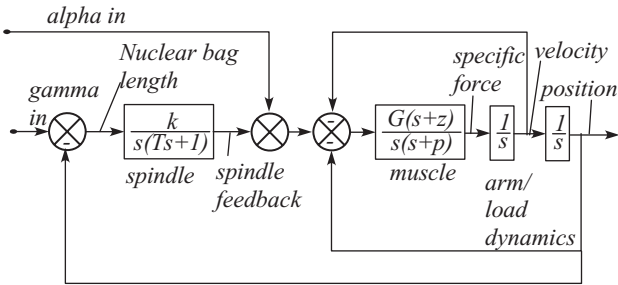 alpha in
Nuclear bag
length
gamma
in
-
k
s(Ts+1)
spindle
spindle
feedback
-
-
G(s+z)
s(s+p)
muscle
specific
force
1
s
arm/
load
dynamics
velocity
1
s
position